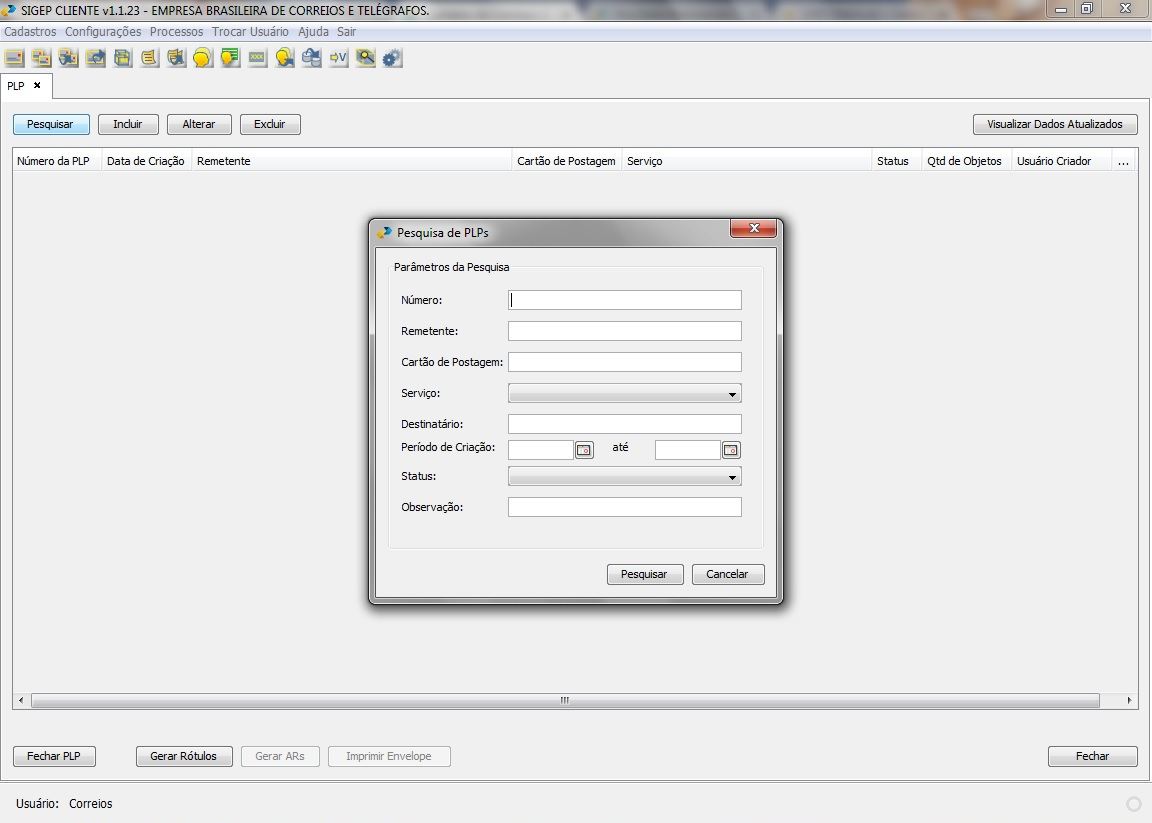 SIGEP CLIENTE v1.1.23 - EMPRESA BRASILEIRA DE CORREIOS E TELÉGRAFOS.
Cadastros Configurações Processos Trocar Usuário Ajuda Sair
V
PLP
Pesquisar Incluir Alterar Excluir Visualizar Dados Atualizados
Número da PLP Data de Criação Remetente Cartão de Postagem Serviço Status Qtd de Objetos Usuário Criador ...
Pesquisa de PLPs
Parâmetros da Pesquisa
Número:
Remetente:
Cartão de Postagem:
Serviço:
Destinatário:
Período de Criação: até
Status:
Observação:
Pesquisar Cancelar
Fechar PLP Gerar Rótulos Gerar ARs Imprimir Envelope Fechar
Usuário: Correios